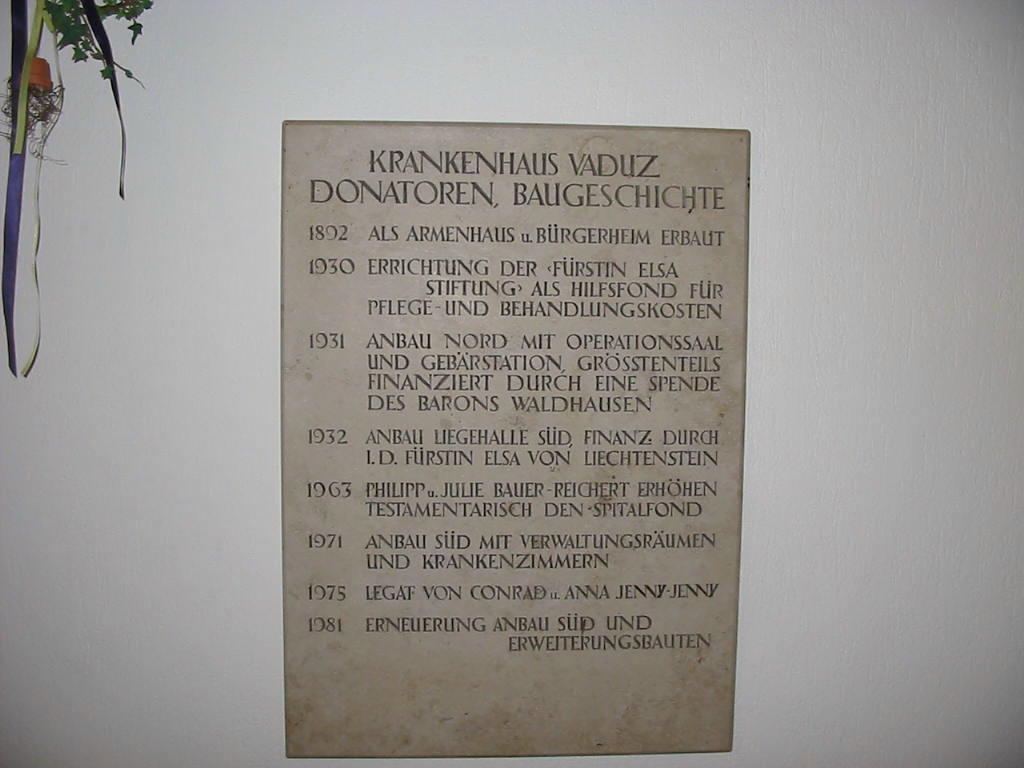 KRANKENHAUS VADUZ
DONATOREN, BAUGESCHICHTE
1892 ALS ARMENHAUS u. BÜRGERHEIM ERBAUT
1930 ERRICHTUNG DER ‹FÜRSTIN ELSA
STIFTUNG› ALS HILFSFOND FÜR
PFLEGE- UND BEHANDLUNGSKOSTEN
1931 ANBAU NORD MIT OPERATIONSSAAL
UND GEBÄRSTATION, GRÖSSTENTEILS
FINANZIERT DURCH EINE SPENDE
DES BARONS WALDHAUSEN
1932 ANBAU LIEGEHALLE SÜD, FINANZ. DURCH
I. D. FÜRSTIN ELSA VON LIECHTENSTEIN
1963 PHILIPP u. JULIE BAUER-REICHERT ERHÖHEN
TESTAMENTARISCH DEN SPITALFOND
1971 ANBAU SÜD MIT VERWALTUNGSRÄUMEN
UND KRANKENZIMMERN
1975 LEGAT VON CONRAD u. ANNA JENNY-JENNY
1981 ERNEUERUNG ANBAU SÜD UND
ERWEITERUNGSBAUTEN